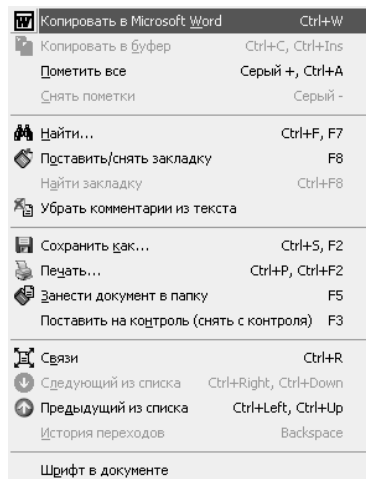 Копировать в Microsoft Word Ctrl+W
Копировать в буфер Ctrl+C, Ctrl+Ins
Пометить все Серый +, Ctrl+A
Снять пометки Серый -
Найти... Ctrl+F, F7
Поставить/снять закладку F8
Найти закладку Ctrl+F8
Убрать комментарии из текста
Сохранить как... Ctrl+S, F2
Печать... Ctrl+P, Ctrl+F2
Занести документ в папку F5
Поставить на контроль (снять с контроля) F3
Связи Ctrl+R
Следующий из списка Ctrl+Right, Ctrl+Down
Предыдущий из списка Ctrl+Left, Ctrl+Up
История переходов Backspace
Шрифт в документе